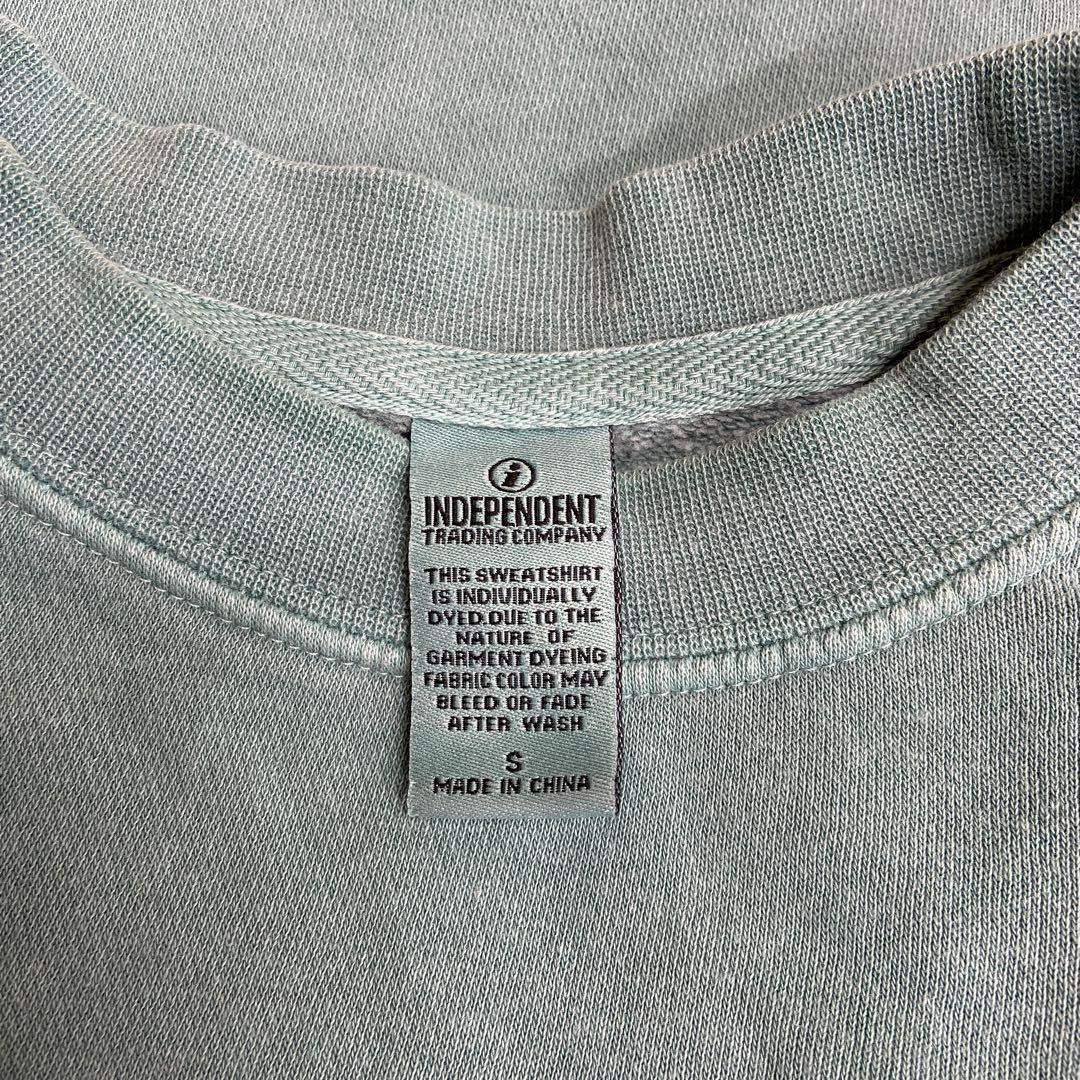 i
INDEPENDENT
TRADING COMPANY
THIS SWEATSHIRT
IS INDIVIDUALLY
DYED.DUE TO THE
NATURE OF
GARMENT DYEING
FABRIC COLOR MAY
BLEED OR FADE
AFTER WASH
S
MADE IN CHINA